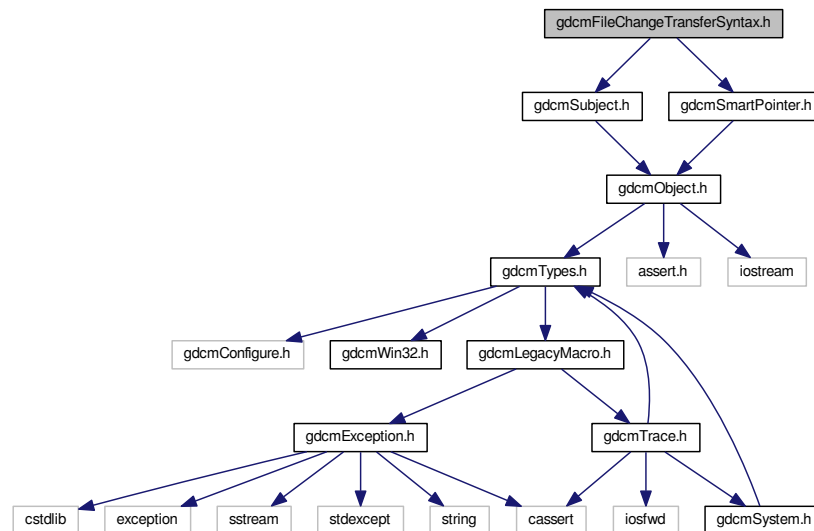 gdcmFileChangeTransferSyntax.h
gdcmSubject.h
gdcmSmartPointer.h
gdcmObject.h
gdcmTypes.h
assert.h
iostream
gdcmConfigure.h
gdcmWin32.h
gdcmLegacyMacro.h
gdcmException.h
gdcmTrace.h
cstdlib
exception
sstream
stdexcept
string
cassert
iosfwd
gdcmSystem.h